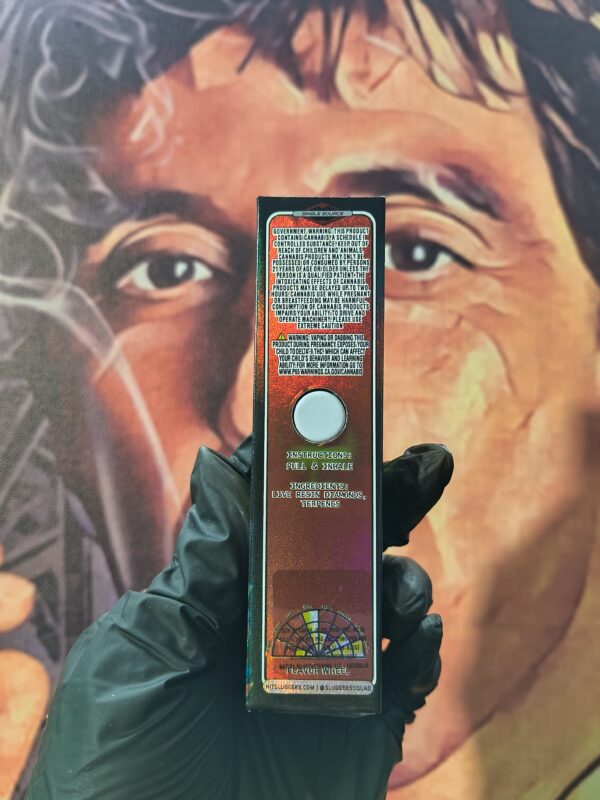 SINGLE SOURCE
GOVERNMENT WARNING: THIS PRODUCT
CONTAINS CANNABIS, A SCHEDULE I
CONTROLLED SUBSTANCE. KEEP OUT OF
REACH OF CHILDREN AND ANIMALS.
CANNABIS PRODUCTS MAY ONLY BE
POSSESSED OR CONSUMED BY PERSONS
21 YEARS OF AGE OR OLDER UNLESS THE
PERSON IS A QUALIFIED PATIENT. THE
INTOXICATING EFFECTS OF CANNABIS
PRODUCTS MAY BE DELAYED UP TO TWO
HOURS. CANNABIS USE WHILE PREGNANT
OR BREASTFEEDING MAY BE HARMFUL.
CONSUMPTION OF CANNABIS PRODUCTS
IMPAIRS YOUR ABILITY TO DRIVE AND
OPERATE MACHINERY. PLEASE USE
EXTREME CAUTION
WARNING: VAPING OR DABBING THIS
PRODUCT DURING PREGNANCY EXPOSES YOUR
CHILD TO DELTA-9 THC, WHICH CAN AFFECT
YOUR CHILD'S BEHAVIOR AND LEARNING
ABILITY. FOR MORE INFORMATION GO TO
WWW.P65WARNINGS.CA.GOV/CANNABIS
INSTRUCTIONS:
PULL & INHALE
INGREDIENTS:
LIVE RESIN DIAMONDS,
TERPENES
FLAVOR WHEEL
HITSLUGGERS.COM | @SLUGGERSSQUAD